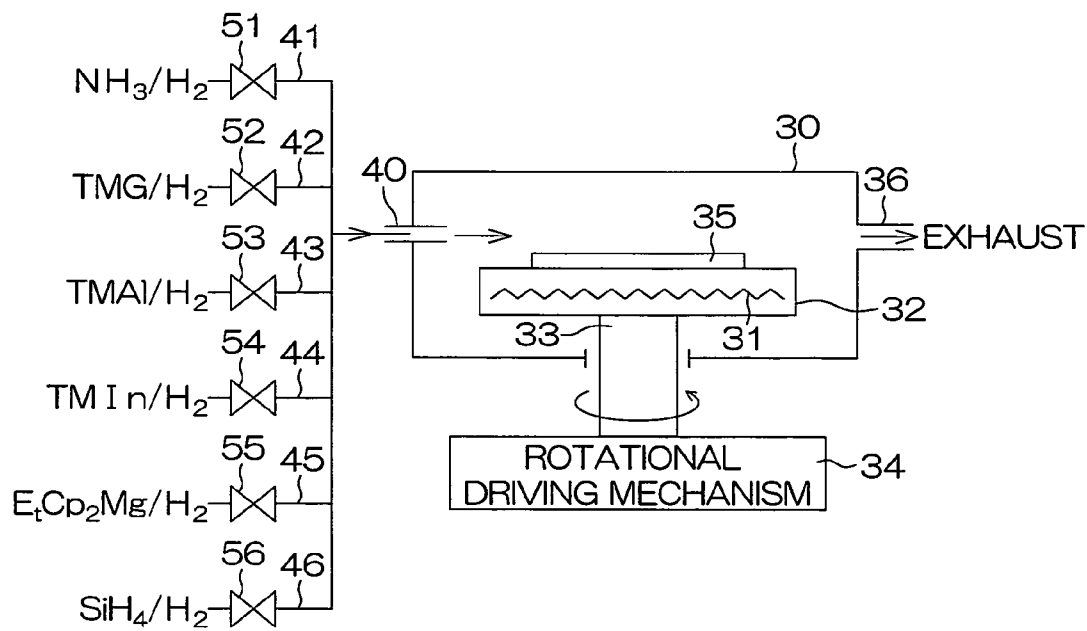 51
41
NH₃/H₂
52
42
TMG/H₂
53
43
TMAl/H₂
54
44
TMIn/H₂
55
45
EtCp₂Mg/H₂
56
46
SiH₄/H₂
40
30
36
EXHAUST
35
33
31
32
ROTATIONAL
DRIVING MECHANISM
34